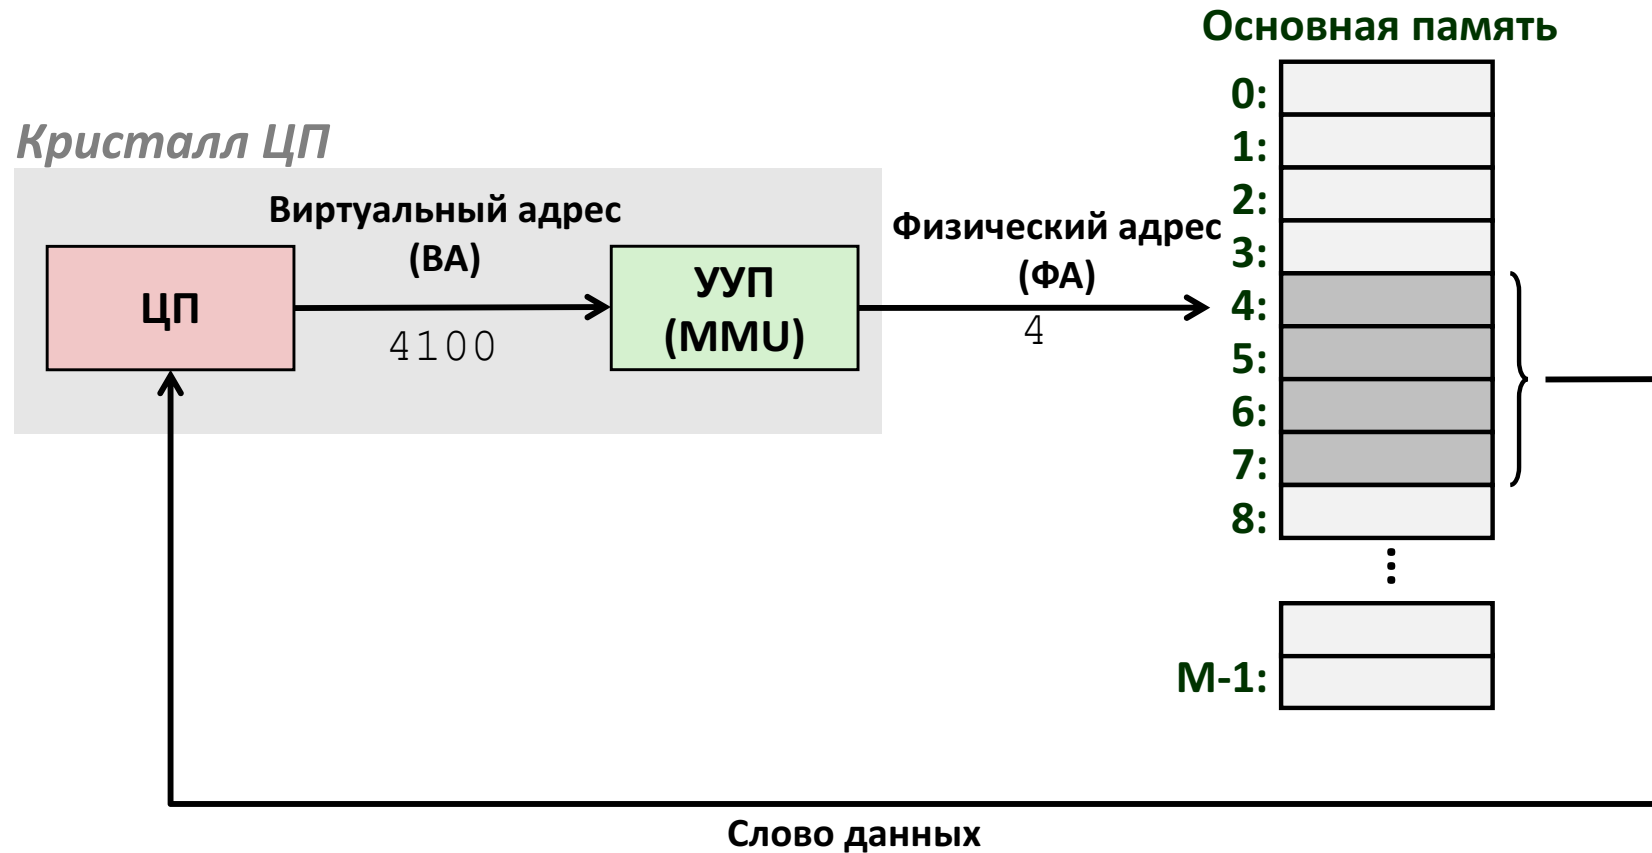 Основная память
Кристалл ЦП
Виртуальный адрес
(ВА)
ЦП
4100
УУП
(MMU)
Физический адрес
(ФА)
4
0:
1:
2:
3:
4:
5:
6:
7:
8:
...
M-1:
Слово данных